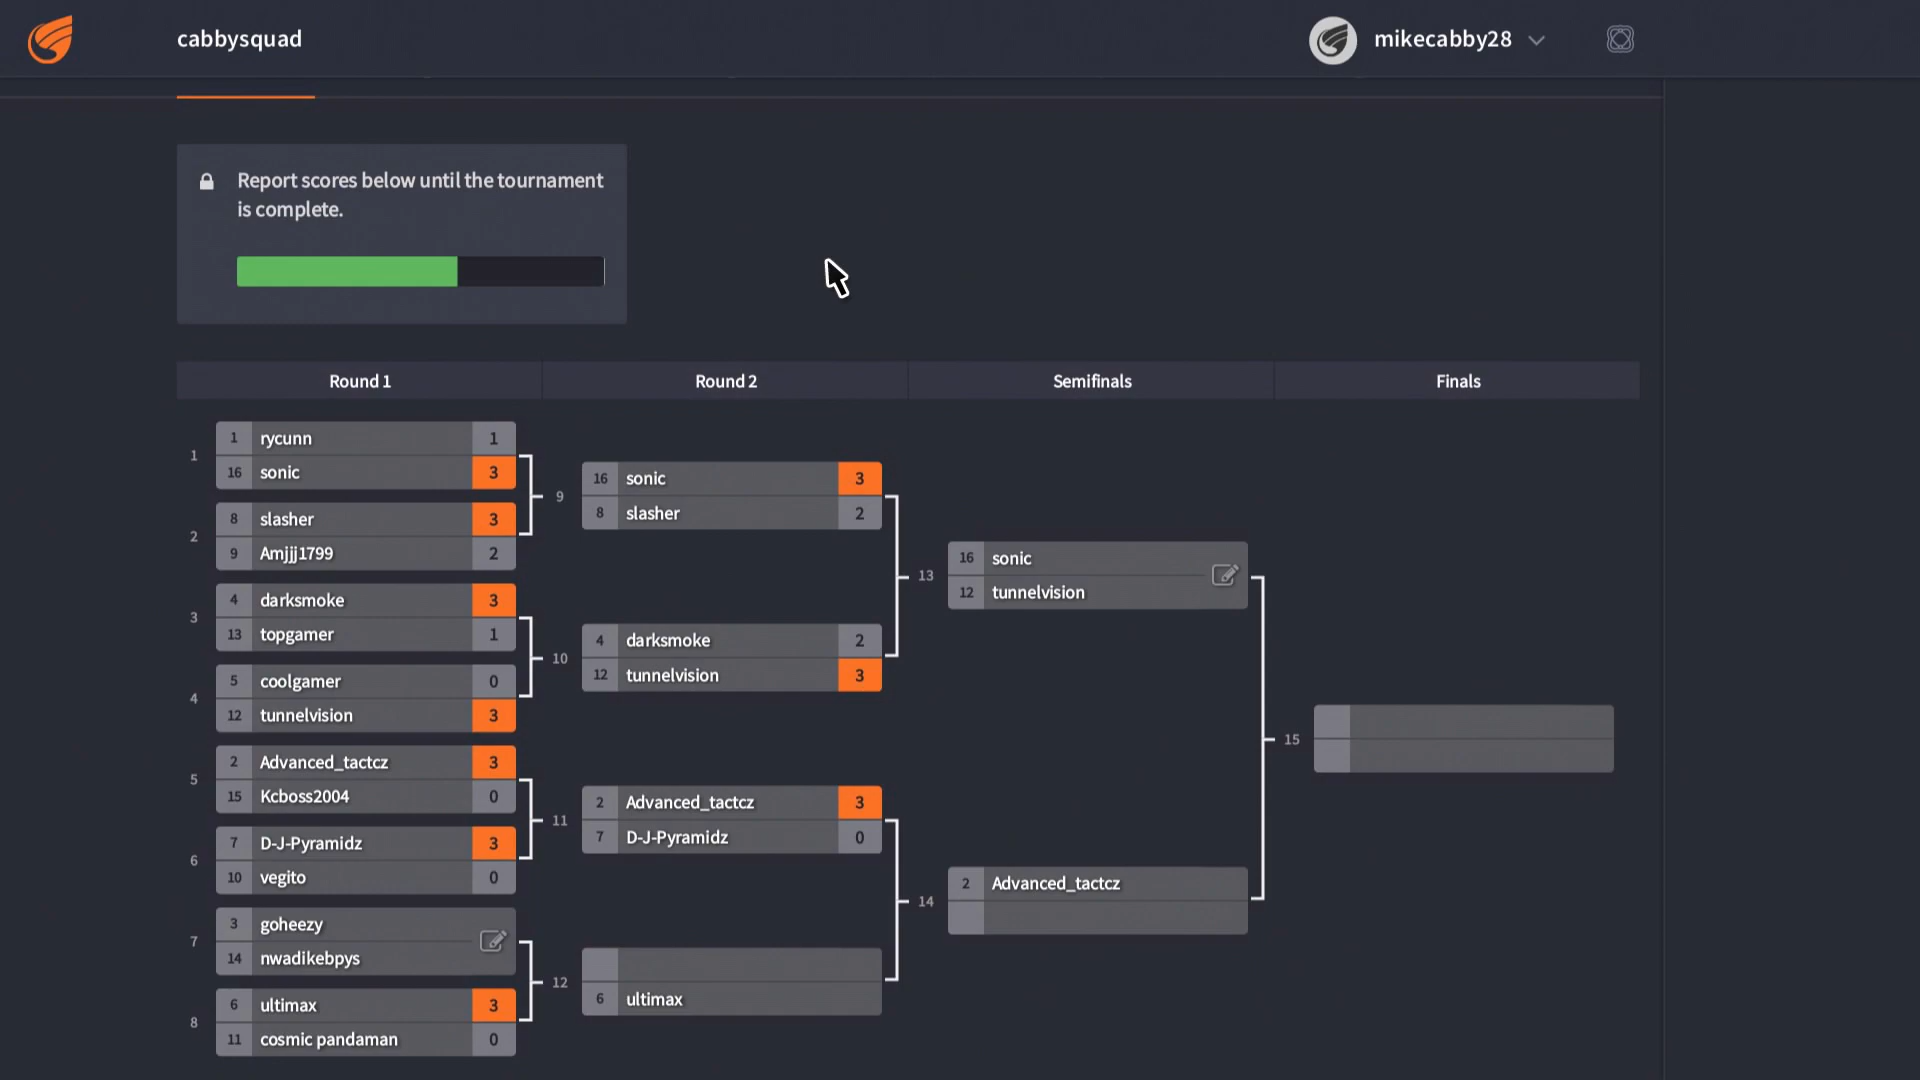 cabbysquad
mikecabby28
Report scores below until the tournament
is complete.
Round 1
Round 2
Semifinals
Finals
1
1 rycunn 1
16 sonic 3
2
8 slasher 3
9 Amjjj1799 2
3
4 darksmoke 3
13 topgamer 1
4
5 coolgamer 0
12 tunnelvision 3
5
2 Advanced_tactcz 3
15 Kcboss2004 0
6
7 D-J-Pyramidz 3
10 vegito 0
7
3 goheezy
14 nwadikebpys
8
6 ultimax 3
11 cosmic pandaman 0
9
16 sonic 3
8 slasher 2
10
4 darksmoke 2
12 tunnelvision 3
11
2 Advanced_tactcz 3
7 D-J-Pyramidz 0
12
6 ultimax
13
16 sonic
12 tunnelvision
14
2 Advanced_tactcz
15